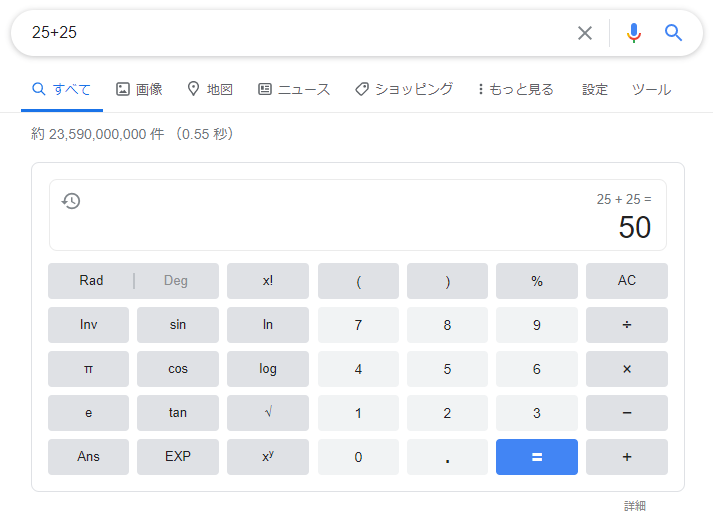 25+25
すべて 画像 地図 ニュース ショッピング もっと見る 設定 ツール
約 23,590,000,000 件 （0.55 秒）
25 + 25 =
50
Rad Deg x! ( ) % AC
Inv sin ln 7 8 9 ÷
π cos log 4 5 6 ×
e tan √ 1 2 3 −
Ans EXP xʸ 0 . = +
詳細